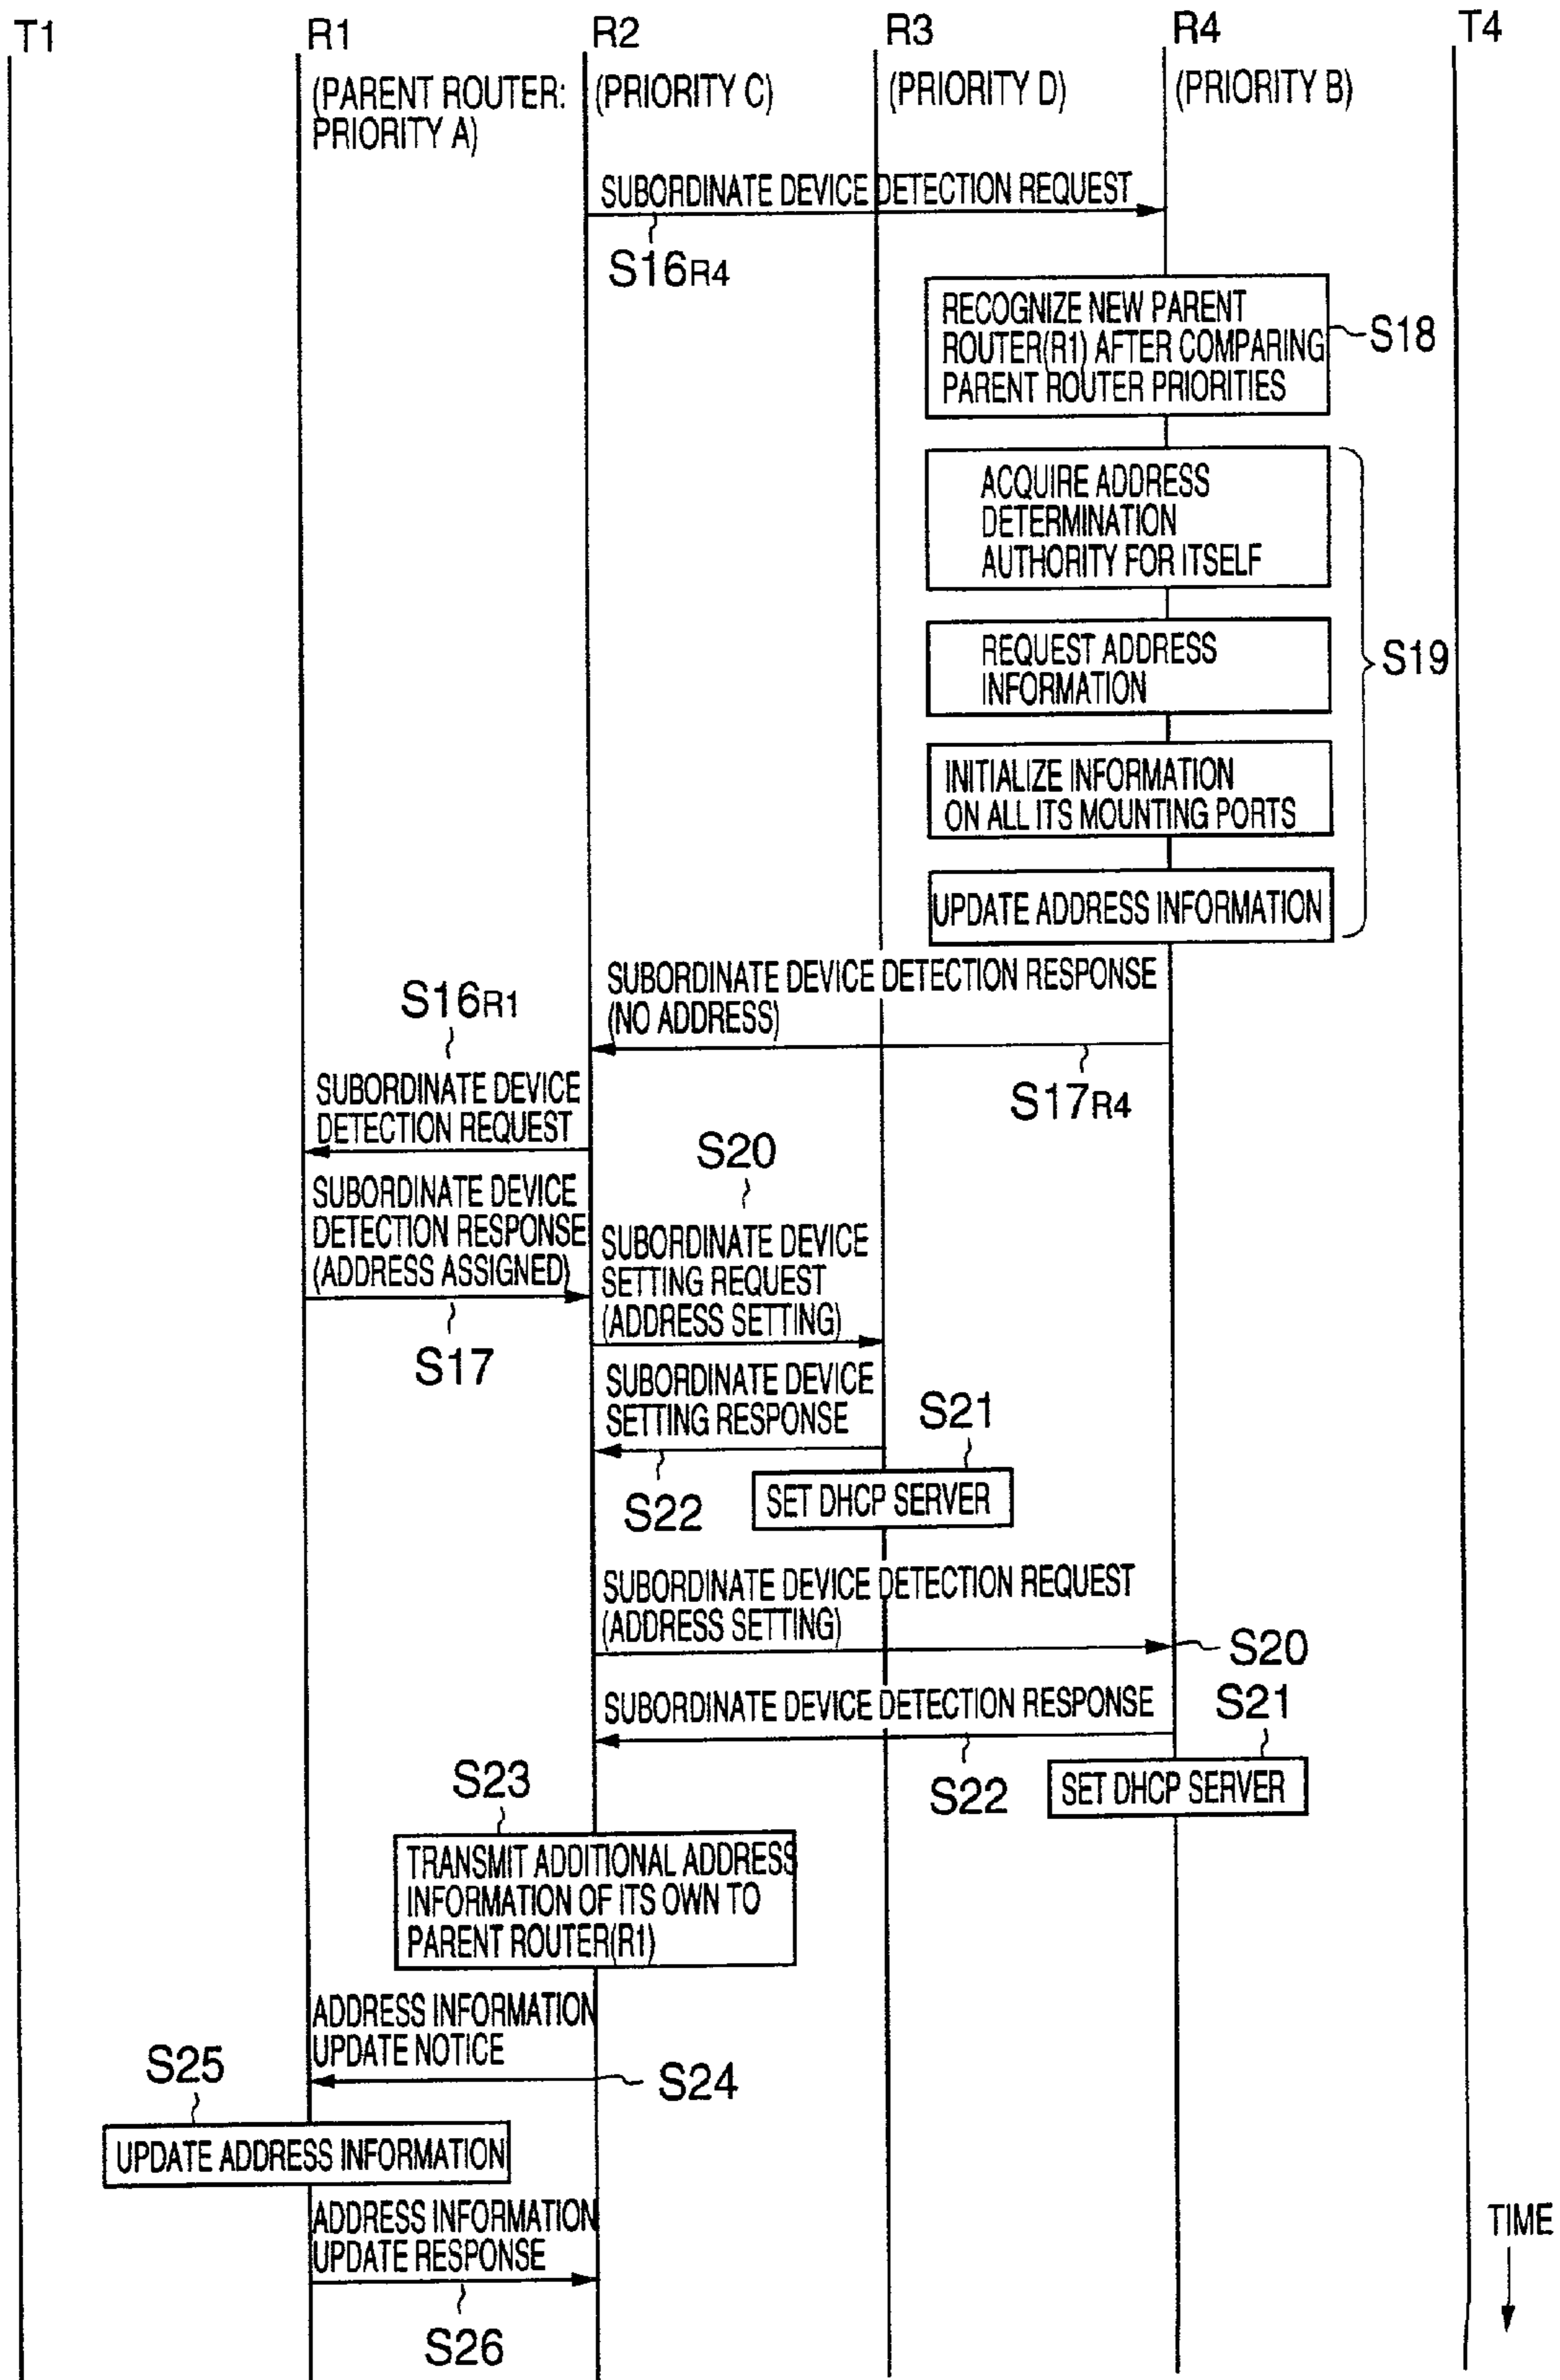 T1
R1
R2
R3
R4
T4
(PARENT ROUTER:
PRIORITY A)
(PRIORITY C)
(PRIORITY D)
(PRIORITY B)
SUBORDINATE DEVICE DETECTION REQUEST
S16R4
RECOGNIZE NEW PARENT
ROUTER(R1) AFTER COMPARING
PARENT ROUTER PRIORITIES
S18
ACQUIRE ADDRESS
DETERMINATION
AUTHORITY FOR ITSELF
REQUEST ADDRESS
INFORMATION
S19
INITIALIZE INFORMATION
ON ALL ITS MOUNTING PORTS
UPDATE ADDRESS INFORMATION
SUBORDINATE DEVICE DETECTION RESPONSE
(NO ADDRESS)
S17R4
S16R1
SUBORDINATE DEVICE
DETECTION REQUEST
SUBORDINATE DEVICE
DETECTION RESPONSE
(ADDRESS ASSIGNED)
S17
S20
SUBORDINATE DEVICE
SETTING REQUEST
(ADDRESS SETTING)
SUBORDINATE DEVICE
SETTING RESPONSE
S22
S21
SET DHCP SERVER
SUBORDINATE DEVICE DETECTION REQUEST
(ADDRESS SETTING)
S20
SUBORDINATE DEVICE DETECTION RESPONSE
S22
S21
SET DHCP SERVER
S23
TRANSMIT ADDITIONAL ADDRESS
INFORMATION OF ITS OWN TO
PARENT ROUTER(R1)
ADDRESS INFORMATION
UPDATE NOTICE
S24
S25
UPDATE ADDRESS INFORMATION
ADDRESS INFORMATION
UPDATE RESPONSE
S26
TIME